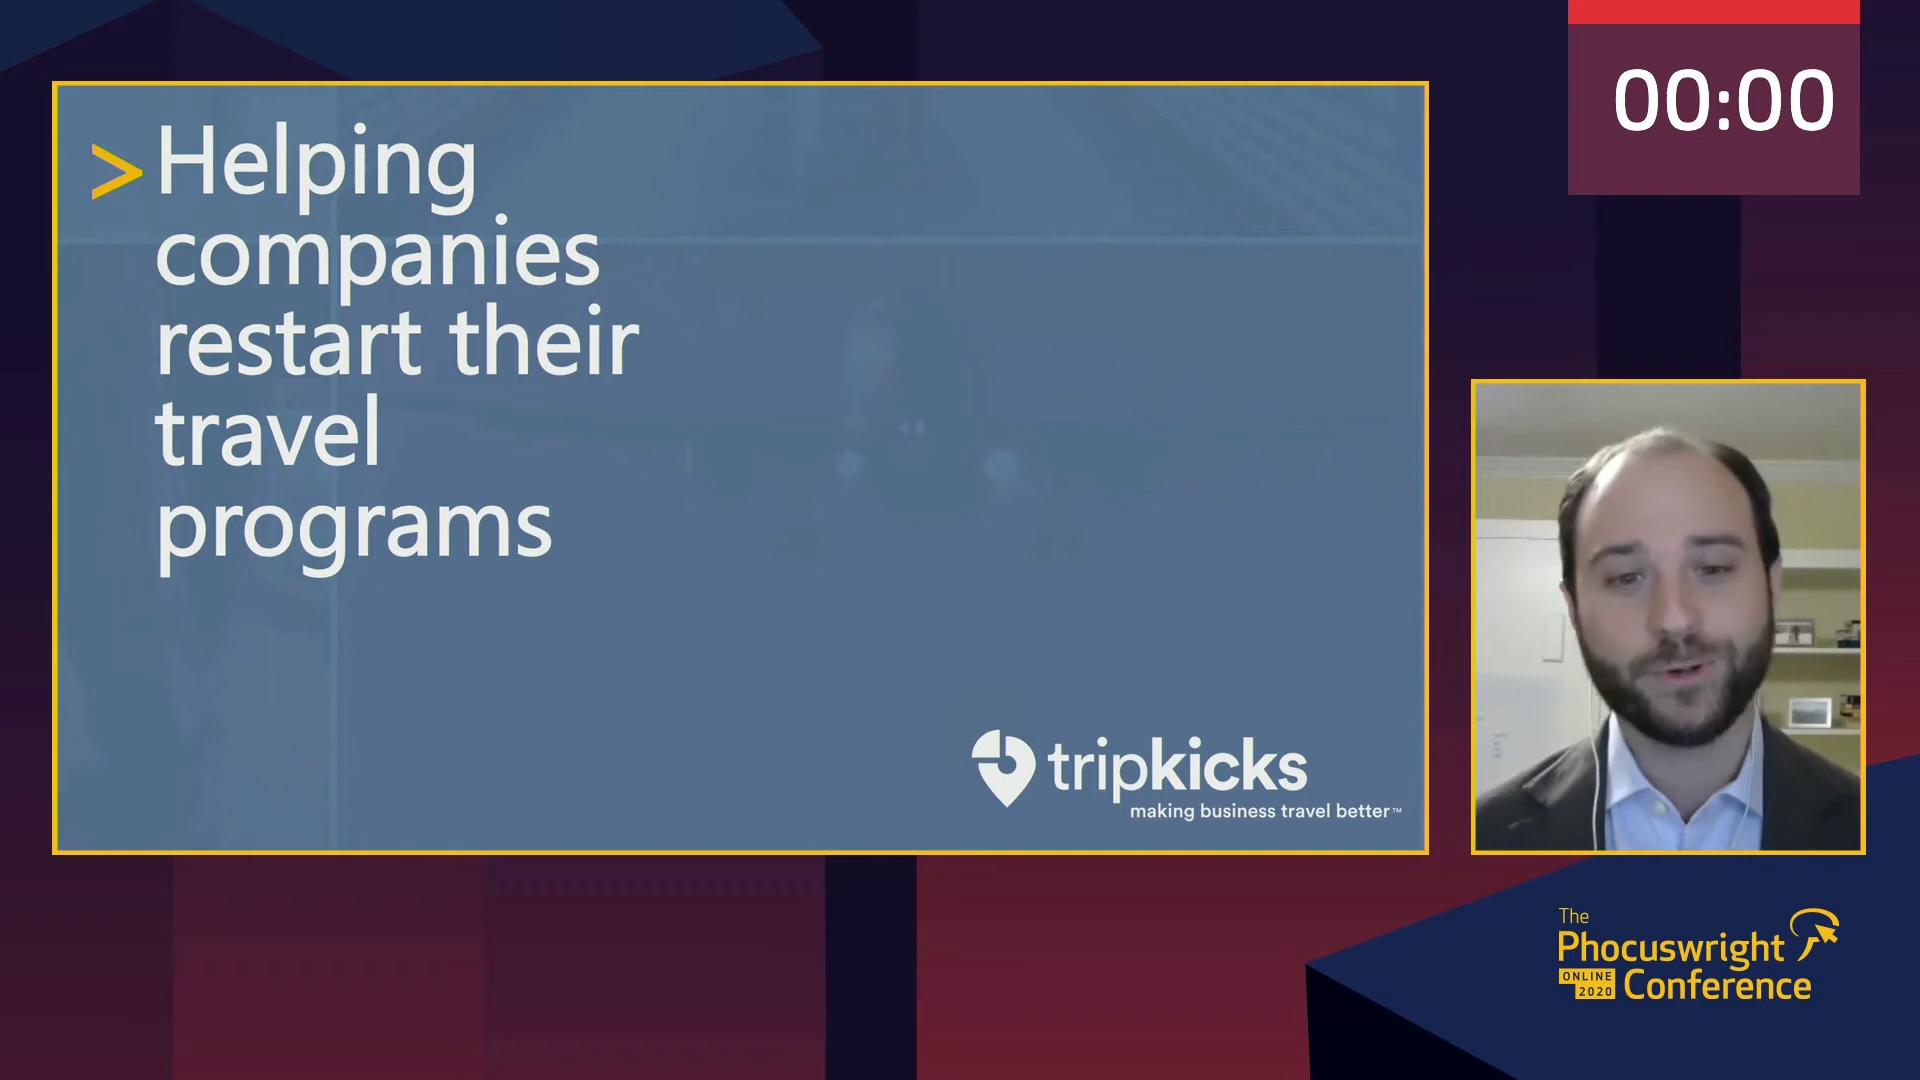 00:00
> Helping
companies
restart their
travel
programs
tripkicks
making business travel better™
The
Phocuswright
ONLINE
2020
Conference